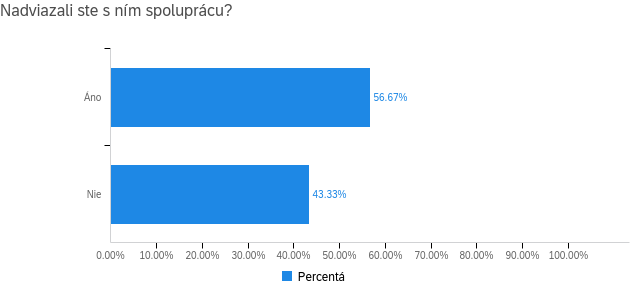 Nadviazali ste s ním spoluprácu?
Áno
56.67%
Nie
43.33%
0.00% 10.00% 20.00% 30.00% 40.00% 50.00% 60.00% 70.00% 80.00% 90.00% 100.00%
Percentá